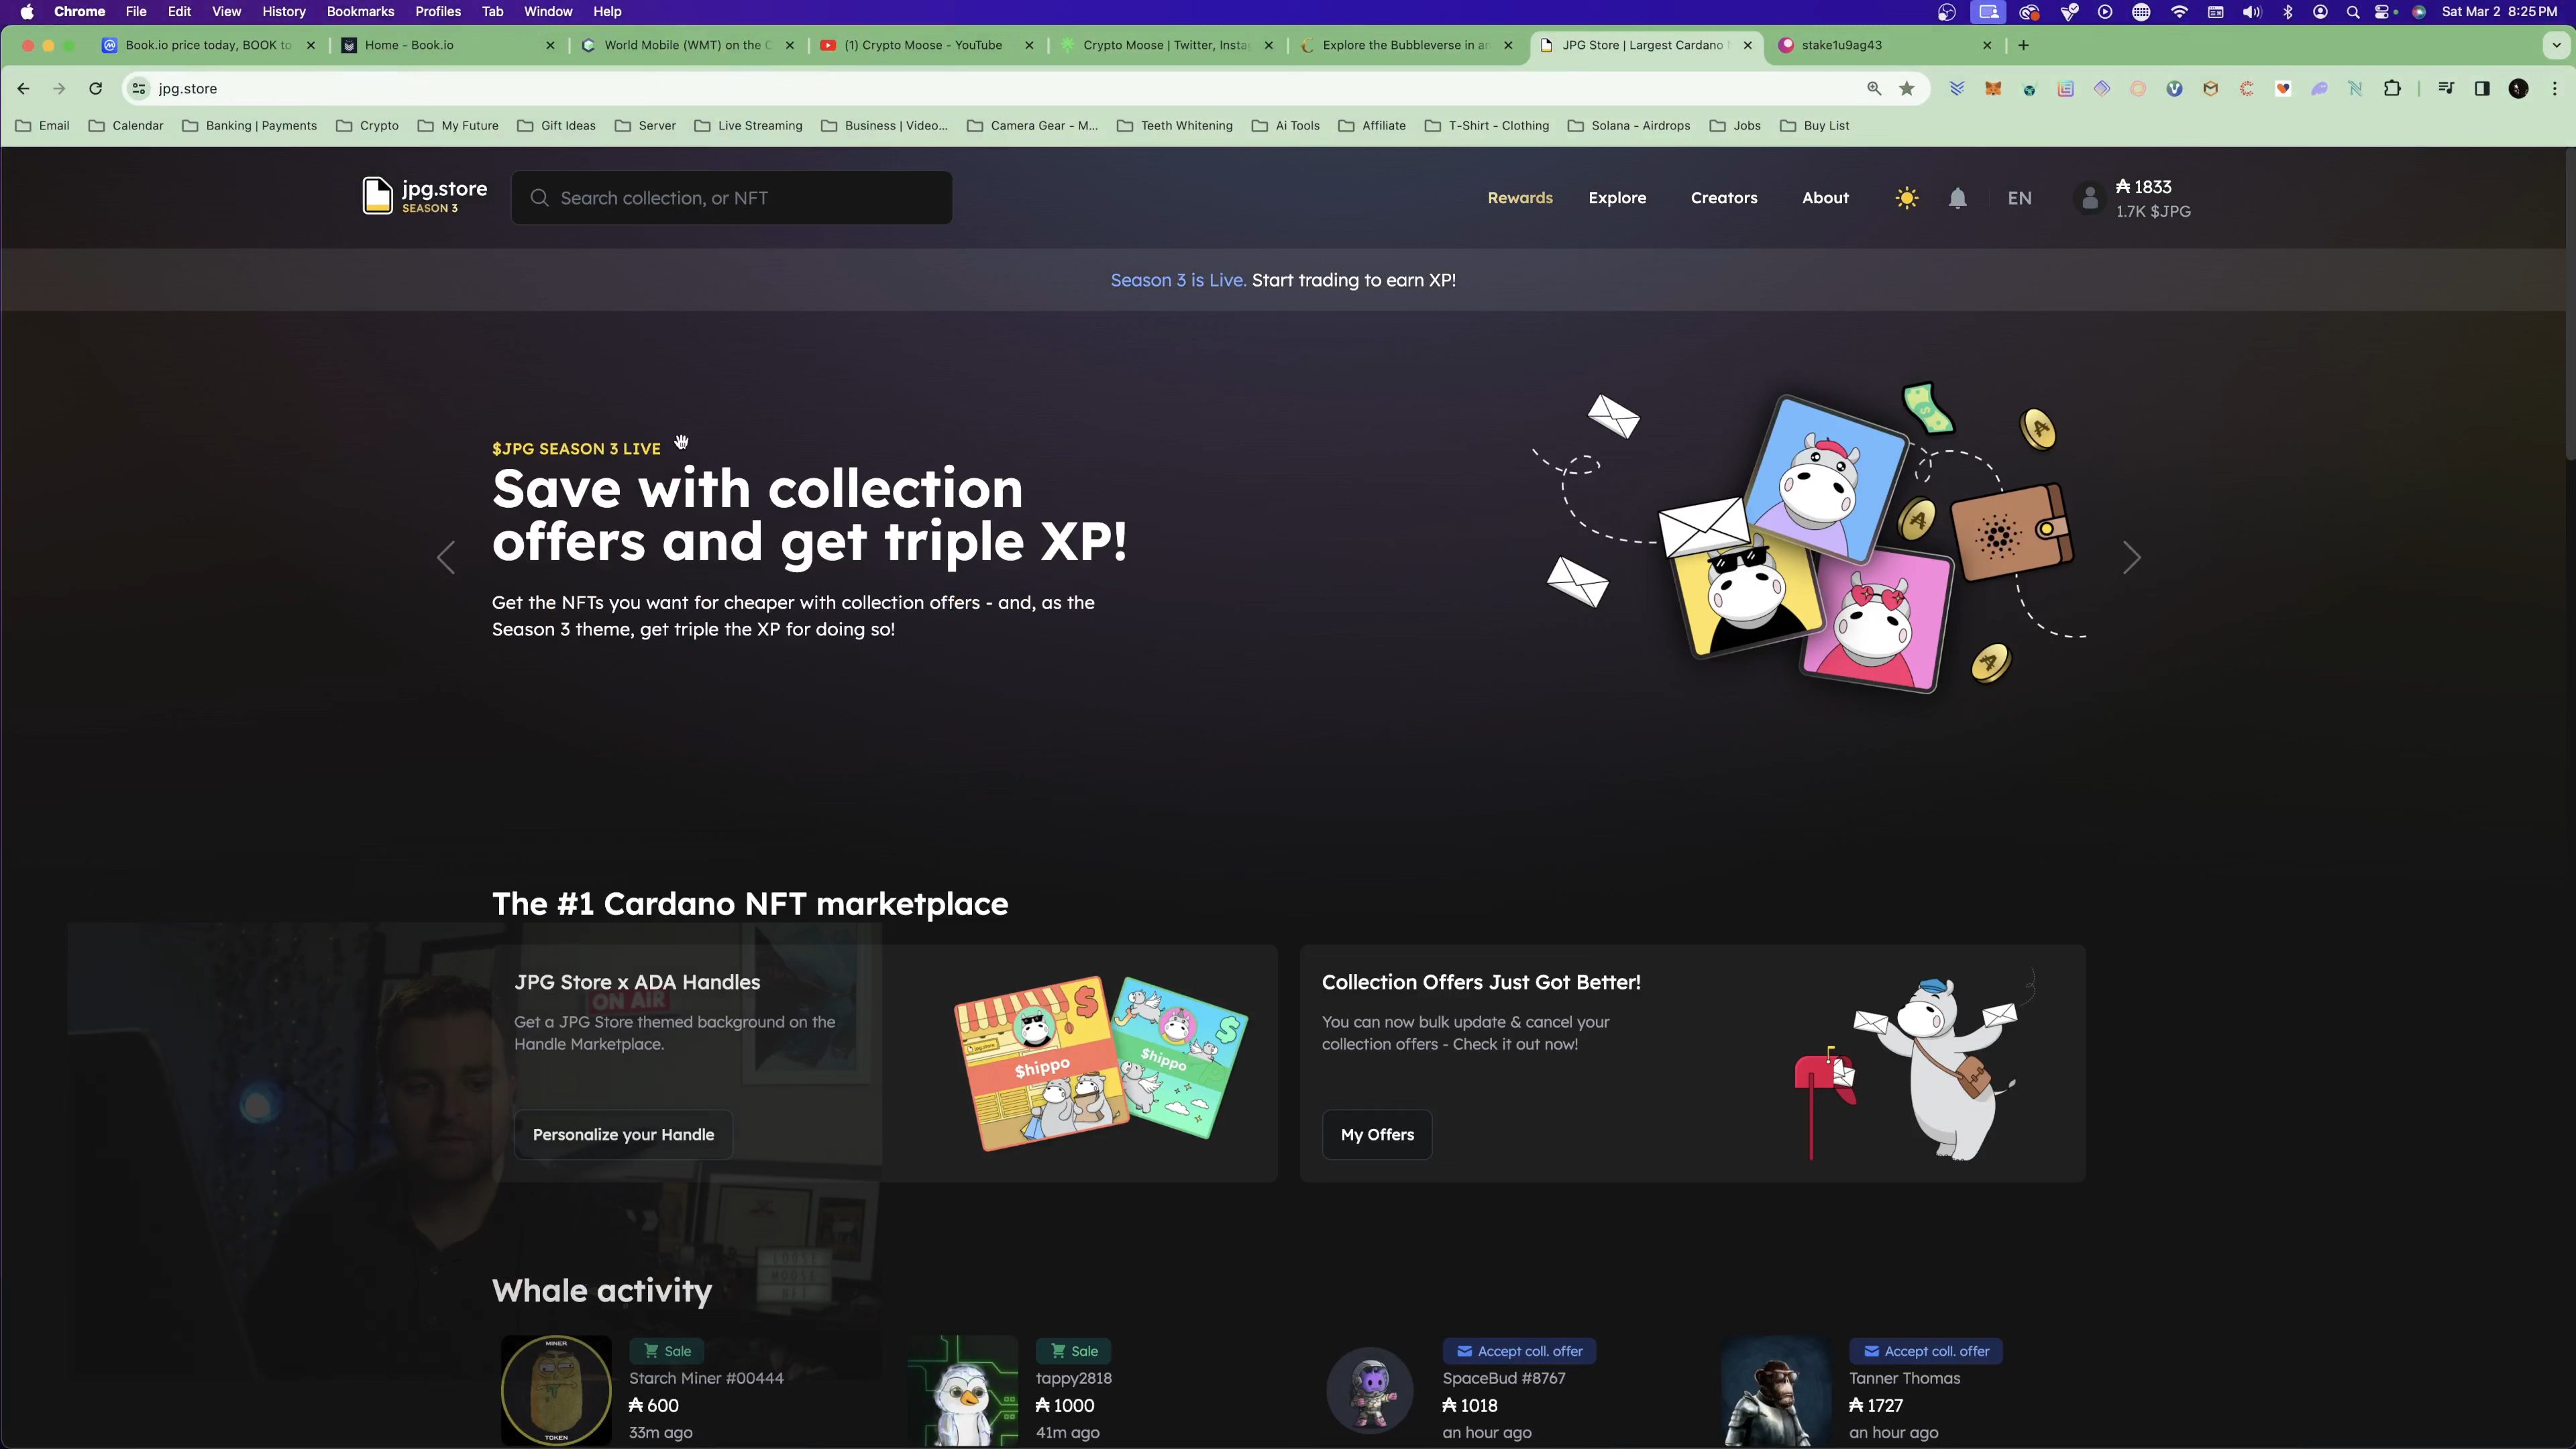 Chrome File Edit View History Bookmarks Profiles Tab Window Help
Sat Mar 2 8:25 PM
Book.io price today, BOOK to
Home - Book.io
World Mobile (WMT) on the C
(1) Crypto Moose - YouTube
Crypto Moose | Twitter, Insta
Explore the Bubbleverse in an
JPG Store | Largest Cardano
stake1u9ag43
jpg.store
Email Calendar Banking | Payments Crypto My Future Gift Ideas Server Live Streaming Business | Video... Camera Gear - M... Teeth Whitening Ai Tools Affiliate T-Shirt - Clothing Solana - Airdrops Jobs Buy List
jpg.store
SEASON 3
Search collection, or NFT
Rewards Explore Creators About EN
₳ 1833
1.7K $JPG
Season 3 is Live. Start trading to earn XP!
$JPG SEASON 3 LIVE
Save with collection
offers and get triple XP!
Get the NFTs you want for cheaper with collection offers - and, as the
Season 3 theme, get triple the XP for doing so!
The #1 Cardano NFT marketplace
JPG Store x ADA Handles
ON AIR
Get a JPG Store themed background on the
Handle Marketplace.
Personalize your Handle
$hippo
$hippo
Collection Offers Just Got Better!
You can now bulk update & cancel your
collection offers - Check it out now!
My Offers
LOOSE
MOOSE
NET
Whale activity
MINER
TOKEN
Sale
Starch Miner #00444
₳ 600
33m ago
Sale
tappy2818
₳ 1000
41m ago
Accept coll. offer
SpaceBud #8767
₳ 1018
an hour ago
Accept coll. offer
Tanner Thomas
₳ 1727
an hour ago